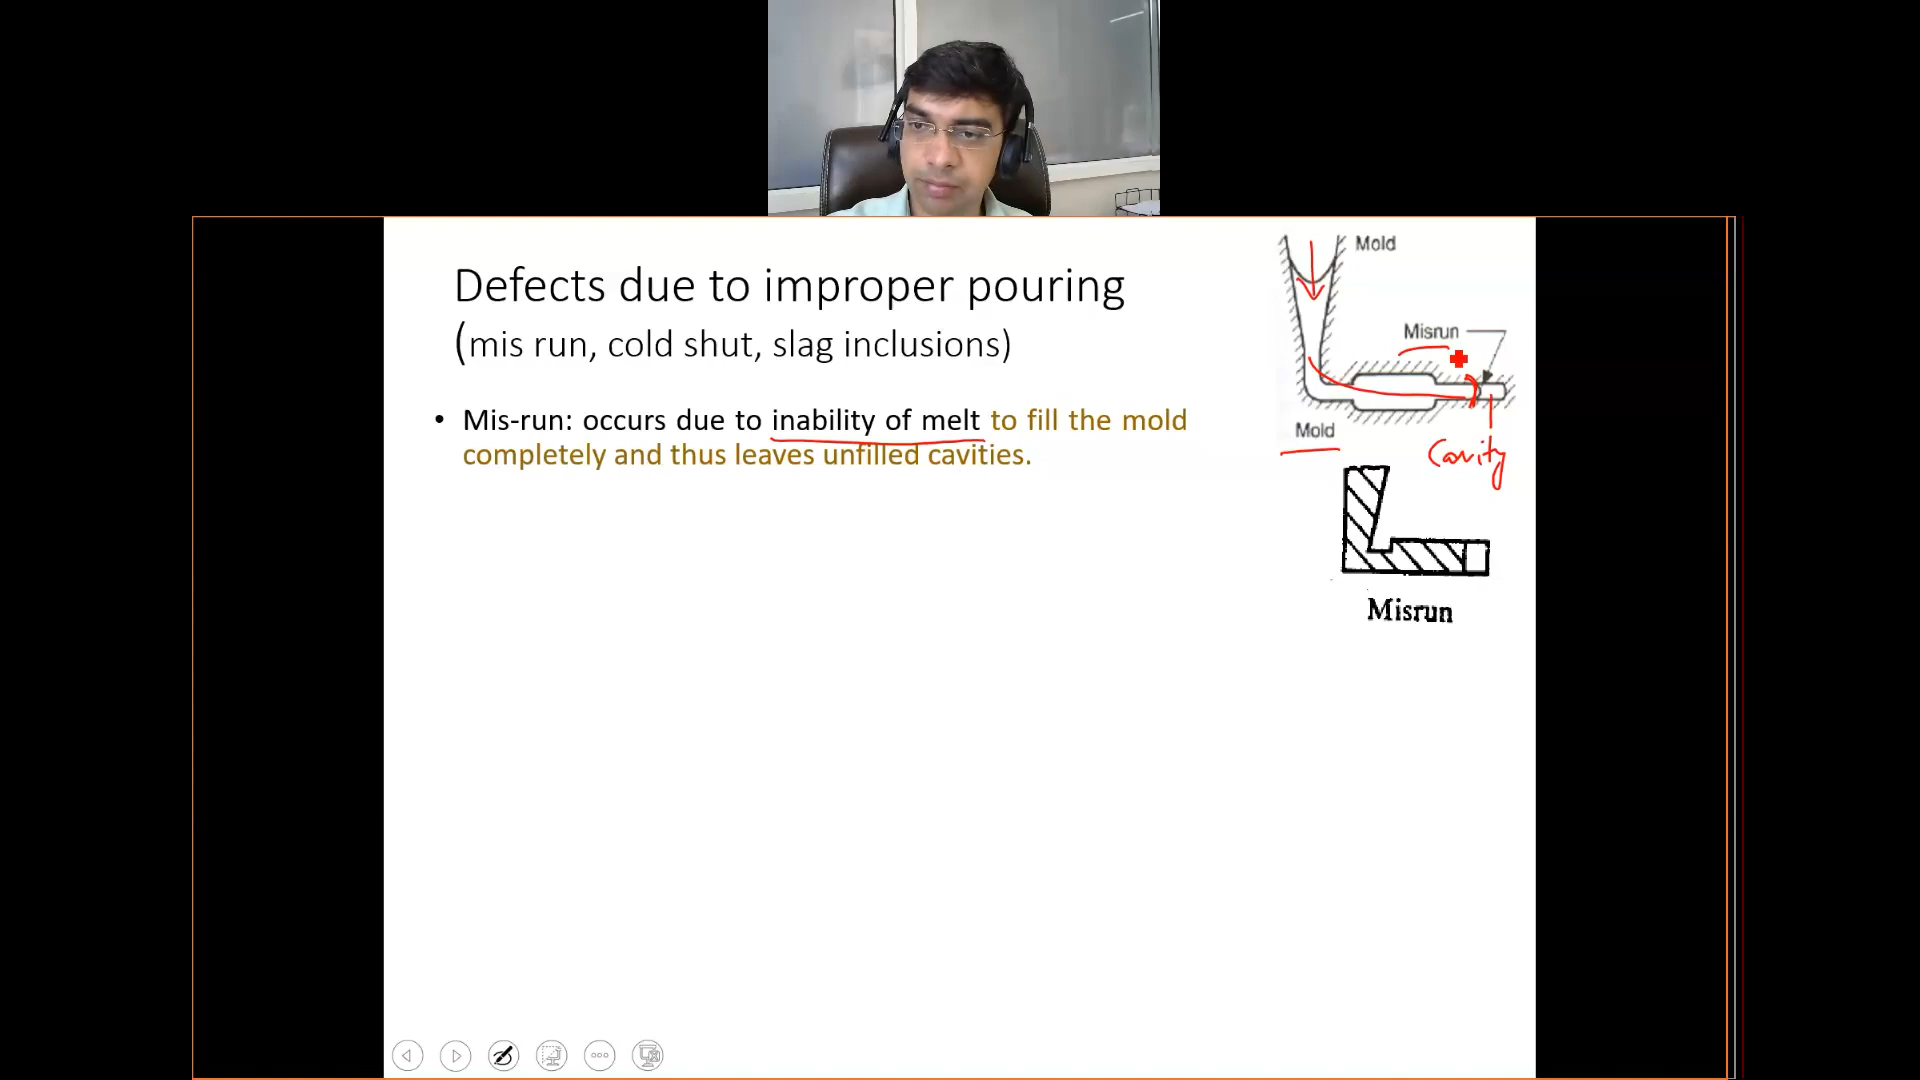 Defects due to improper pouring
(mis run, cold shut, slag inclusions)
• Mis-run: occurs due to inability of melt to fill the mold
completely and thus leaves unfilled cavities.
Mold
Misrun
Mold
Cavity
Misrun